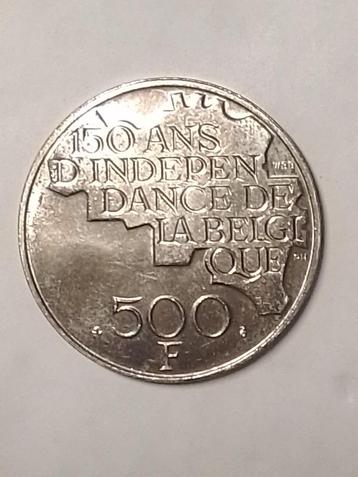 150 ANS
D'INDEPEN
DANCE DE
LA BELGI
QUE
500
F